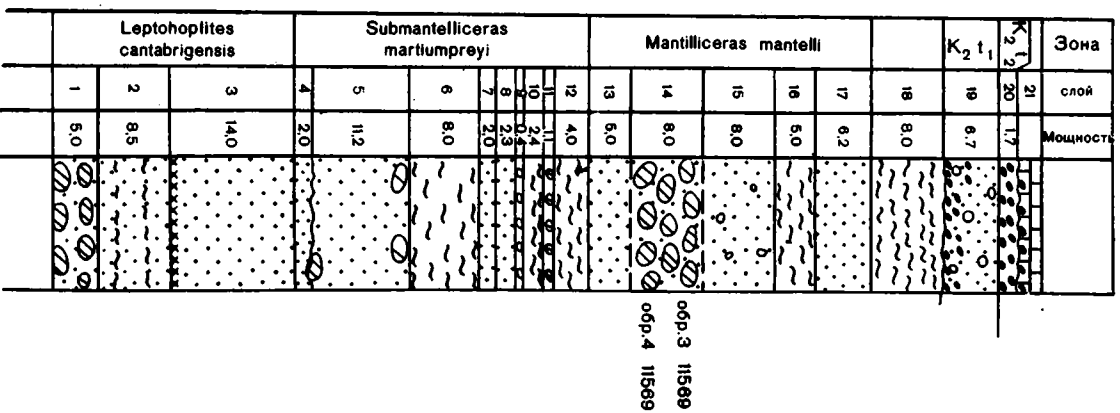 Leptohoplites cantabrigensis
Submantelliceras martiumpreyi
Mantilliceras mantelli
K₂ t₁
K₂ t₂
Зона
1 2 3 4 5 6 7 8 9 10 11 12 13 14 15 16 17 18 19 20 21
слой
5,0 8,5 14,0 2,0 11,2 8,0 2,0 2,3 0,4 2,4 1,1 4,0 5,0 8,0 8,0 5,0 6,2 8,0 6,7 1,7
Мощность
обр.4 11569
обр.3 11569